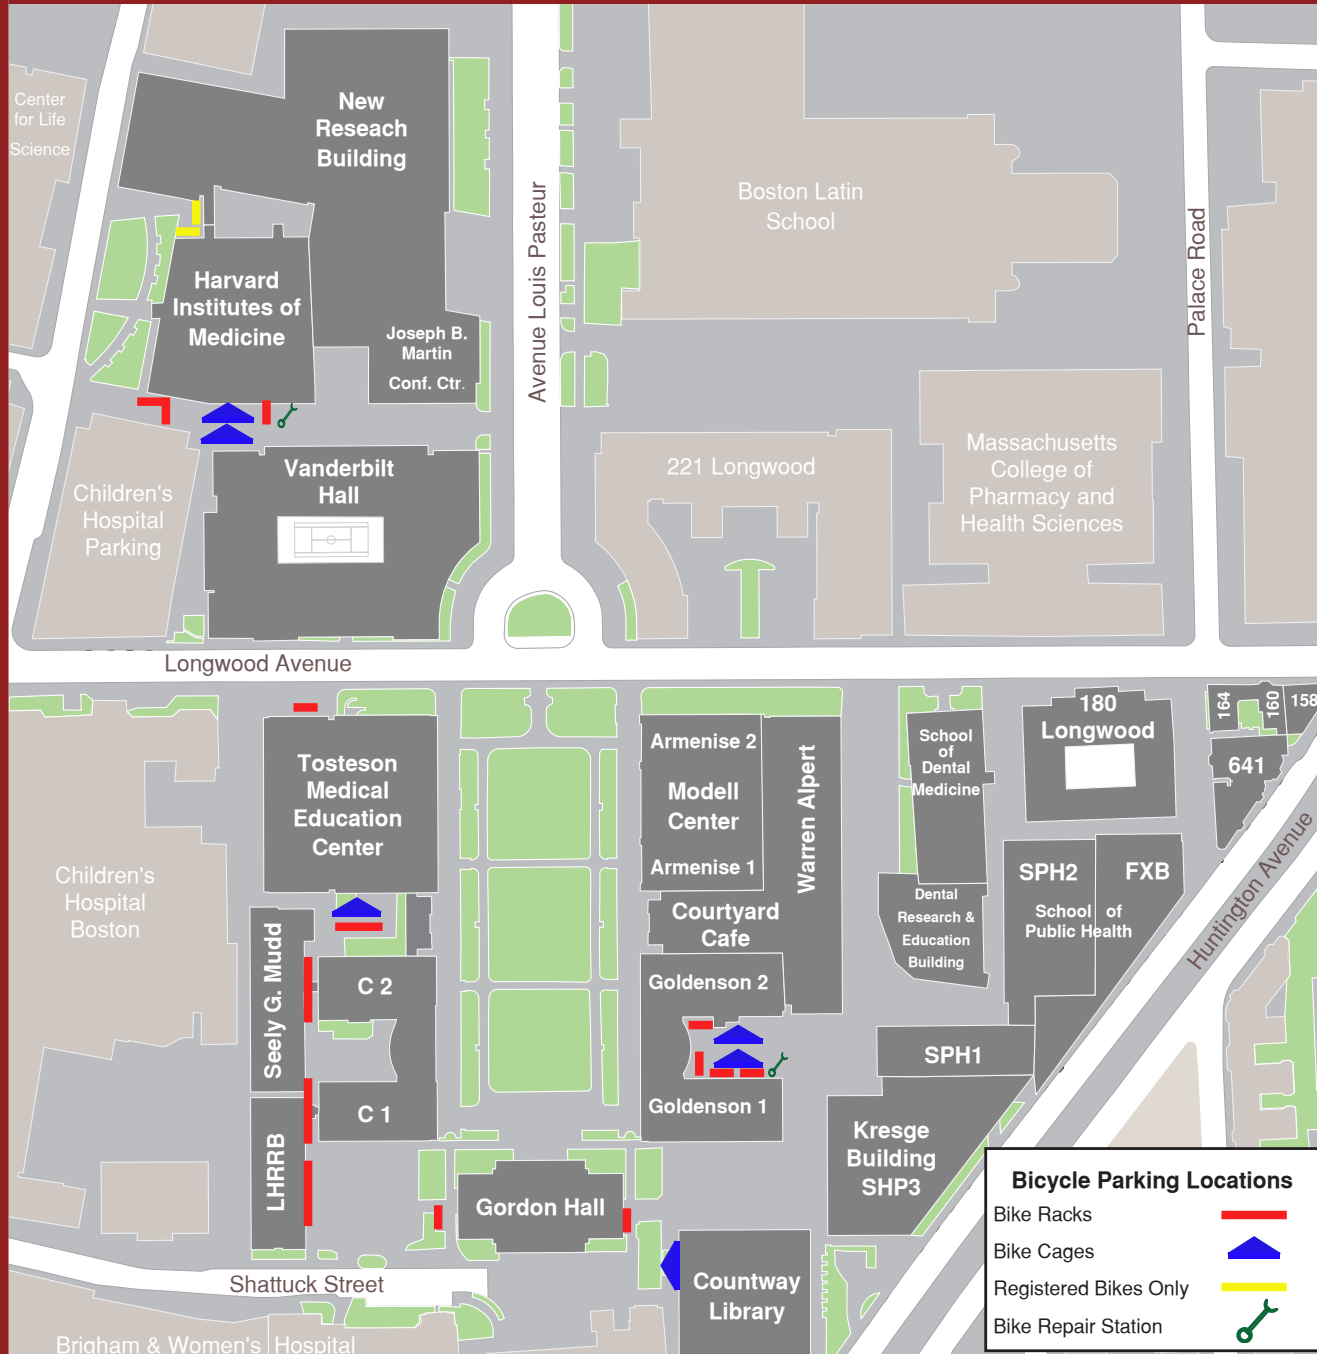 Center
for Life
Science
New
Reseach
Building
Boston Latin
School
Avenue Louis Pasteur
Palace Road
Harvard
Institutes of
Medicine
Joseph B.
Martin
Conf. Ctr.
Vanderbilt
Hall
Children's
Hospital
Parking
221 Longwood
Massachusetts
College of
Pharmacy and
Health Sciences
Longwood Avenue
Tosteson
Medical
Education
Center
Armenise 2
Modell
Center
Armenise 1
Warren Alpert
School
of
Dental
Medicine
180
Longwood
164
160
158
641
Huntington Avenue
Children's
Hospital
Boston
Courtyard
Cafe
Dental
Research &
Education
Building
SPH2
FXB
School of
Public Health
Seely G. Mudd
C 2
Goldenson 2
SPH1
C 1
Goldenson 1
LHRRB
Kresge
Building
SHP3
Gordon Hall
Shattuck Street
Countway
Library
Brigham & Women's Hospital
Bicycle Parking Locations
Bike Racks
Bike Cages
Registered Bikes Only
Bike Repair Station